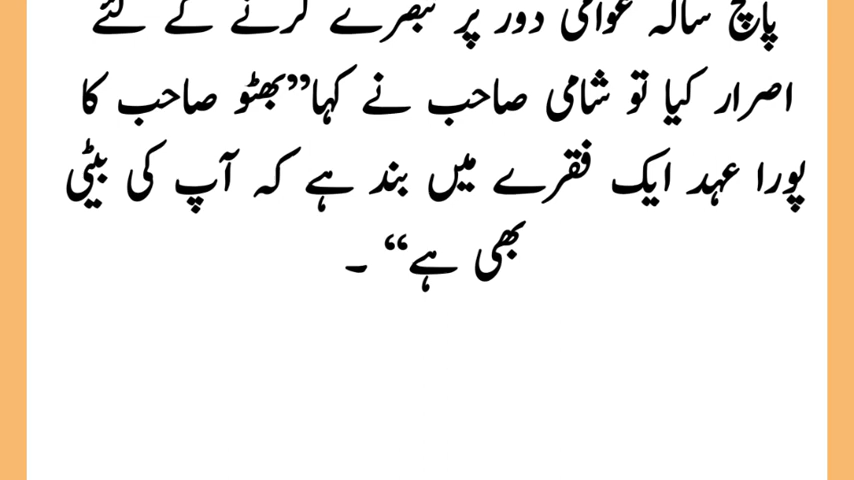 پانچ سالہ عوامی دور پر تبصرے کرنے کے لئے
اصرار کیا تو شامی صاحب نے کہا”بھٹو صاحب کا
پورا عہد ایک فقرے میں بند ہے کہ آپ کی بیٹی
بھی ہے“ ۔